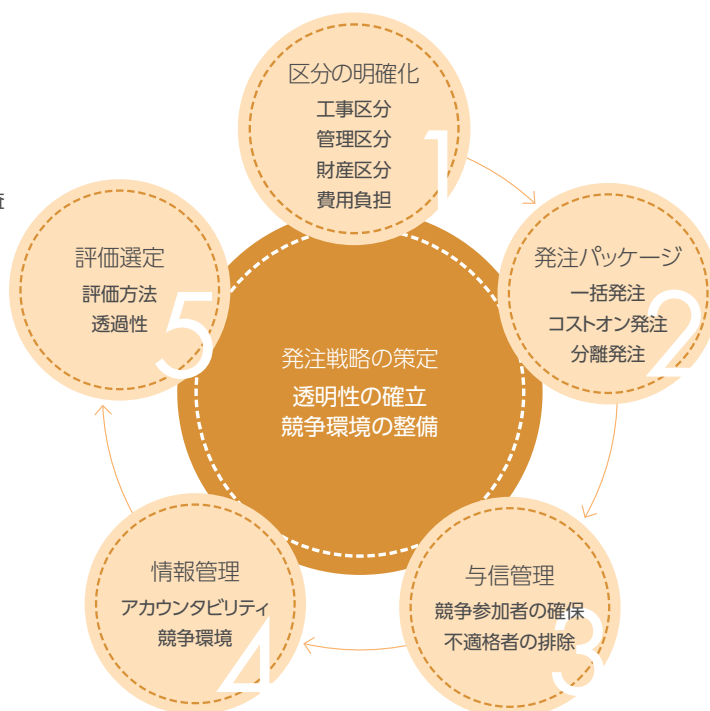 区分の明確化
工事区分
管理区分
財産区分
費用負担
1
発注パッケージ
一括発注
コストオン発注
分離発注
2
与信管理
競争参加者の確保
不適格者の排除
3
情報管理
アカウンタビリティ
競争環境
4
評価選定
評価方法
透過性
5
発注戦略の策定
透明性の確立
競争環境の整備